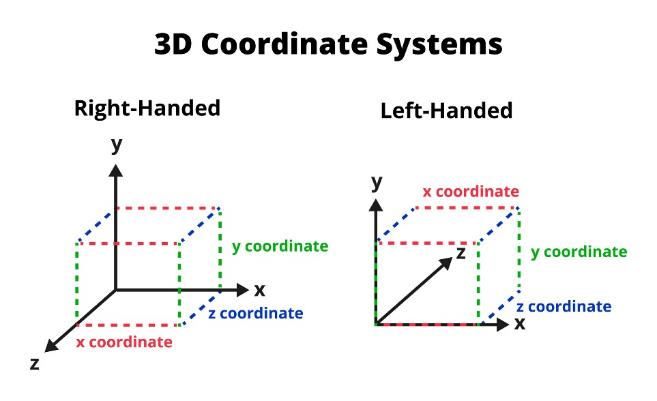 3D Coordinate Systems
Right-Handed
y
y coordinate
x
z coordinate
x coordinate
z
Left-Handed
y
x coordinate
z
y coordinate
z coordinate
x